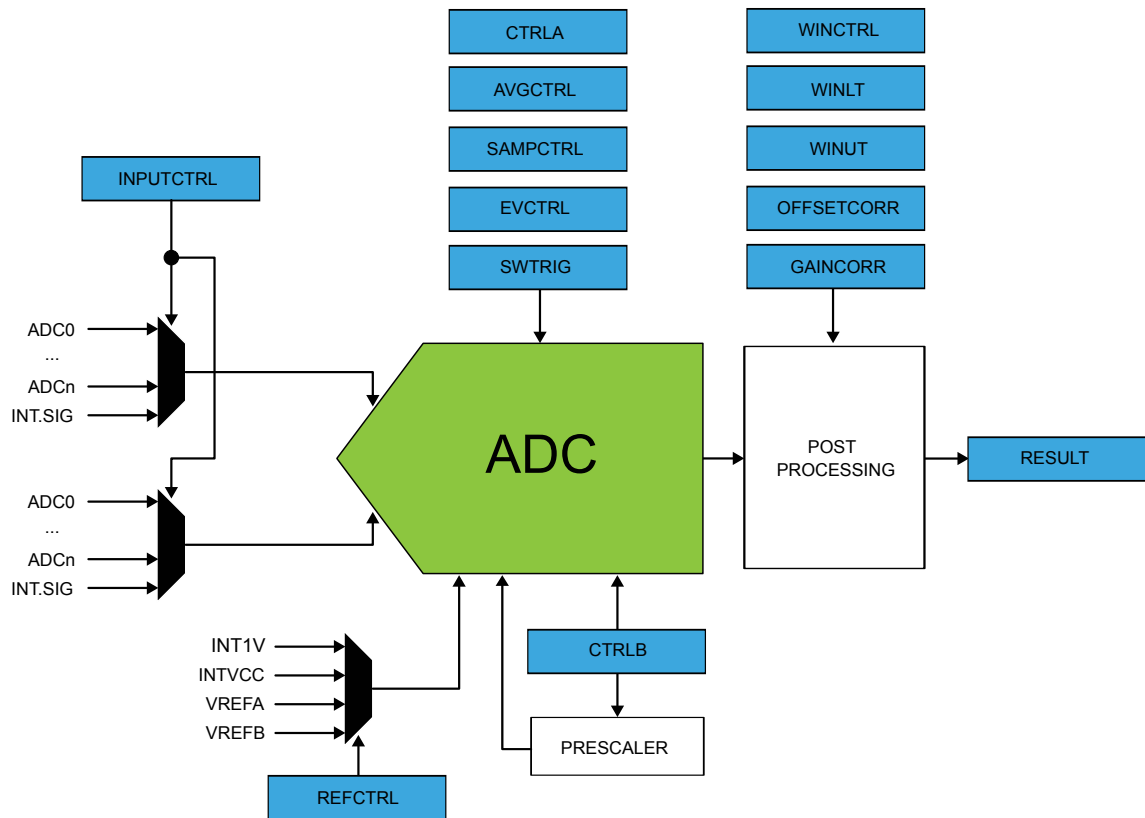 CTRLA
WINCTRL
AVGCTRL
WINLT
SAMPCTRL
WINUT
INPUTCTRL
EVCTRL
OFFSETCORR
SWTRIG
GAINCORR
ADC0
...
ADCn
INT.SIG
ADC
POST
PROCESSING
RESULT
ADC0
...
ADCn
INT.SIG
INT1V
INTVCC
VREFA
VREFB
CTRLB
PRESCALER
REFCTRL